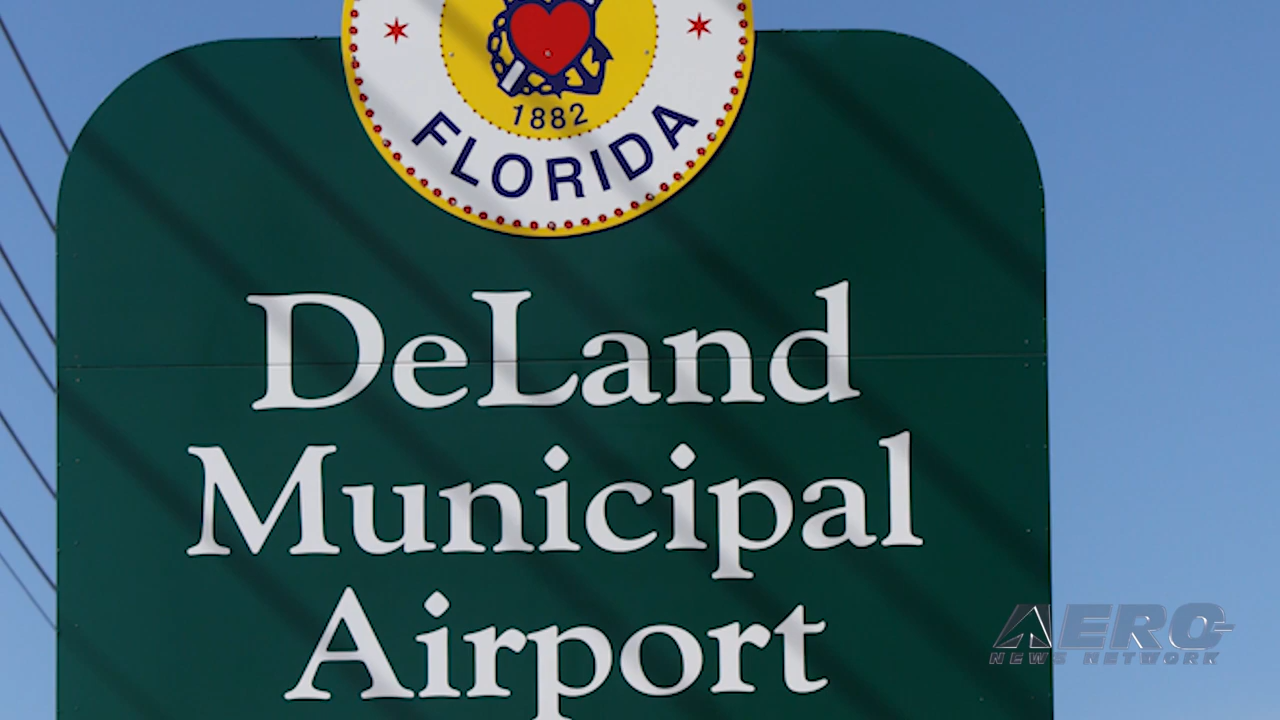 1882
FLORIDA
DeLand
Municipal
Airport
AERO
NEWS NETWORK